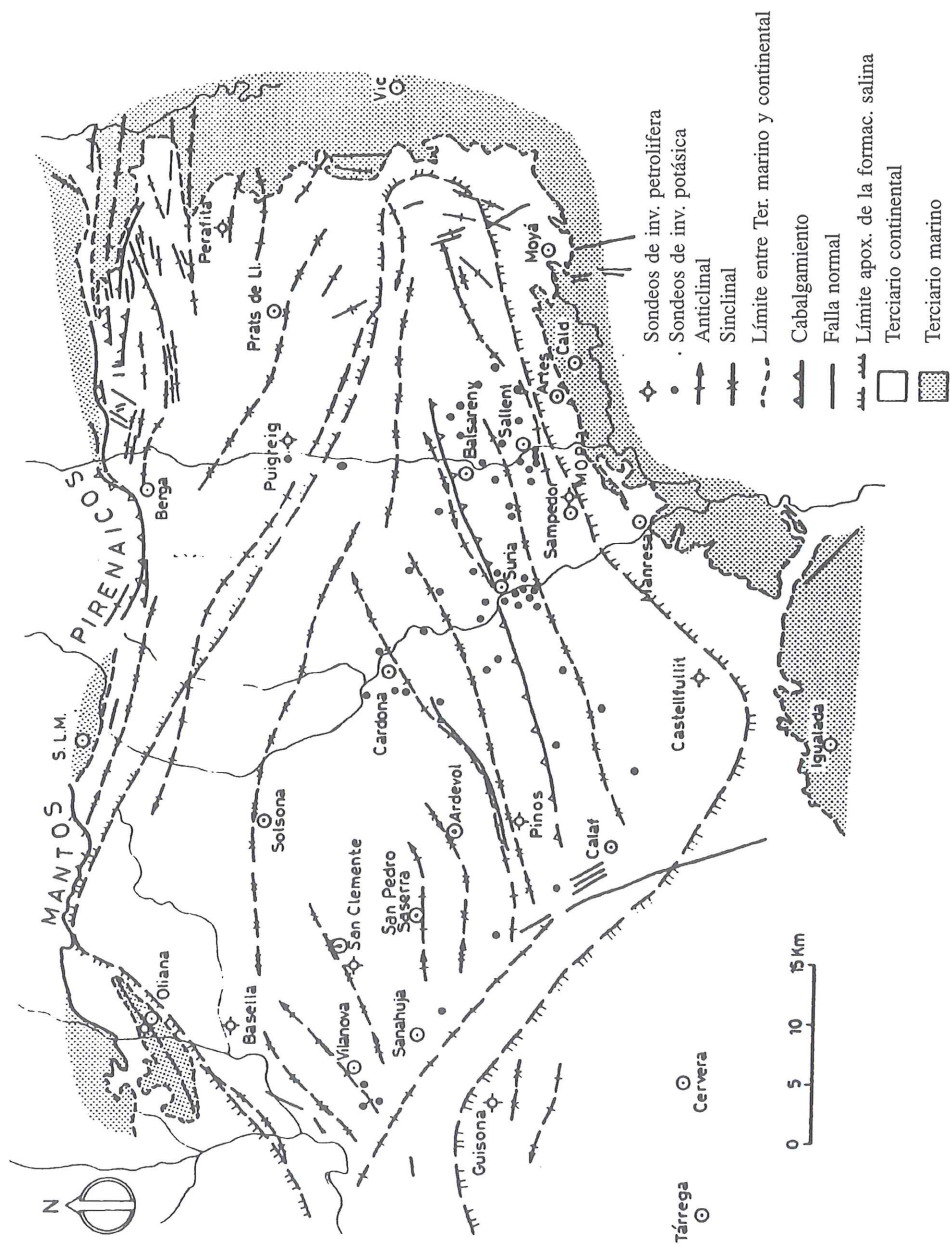 N
MANTOS PIRENAICOS
S.L.M.
Oliana
Berga
Perafita
Prats de Ll.
Vic
Basella
Solsona
Puigreig
San Clemente
Vilanova
San Pedro
Saserra
Sanahuja
Ardevol
Cardona
Balsareny
Sallent
Suria
Artes
Cald
Moyá
Sampedor
Manresa
Pinos
Calaf
Castellfullit
Guisona
Igualada
Cervera
Tárrega
0 5 10 15 Km
Sondeos de inv. petrolifera
Sondeos de inv. potásica
Anticlinal
Sinclinal
Límite entre Ter. marino y continental
Cabalgamiento
Falla normal
Límite apox. de la formac. salina
Terciario continental
Terciario marino